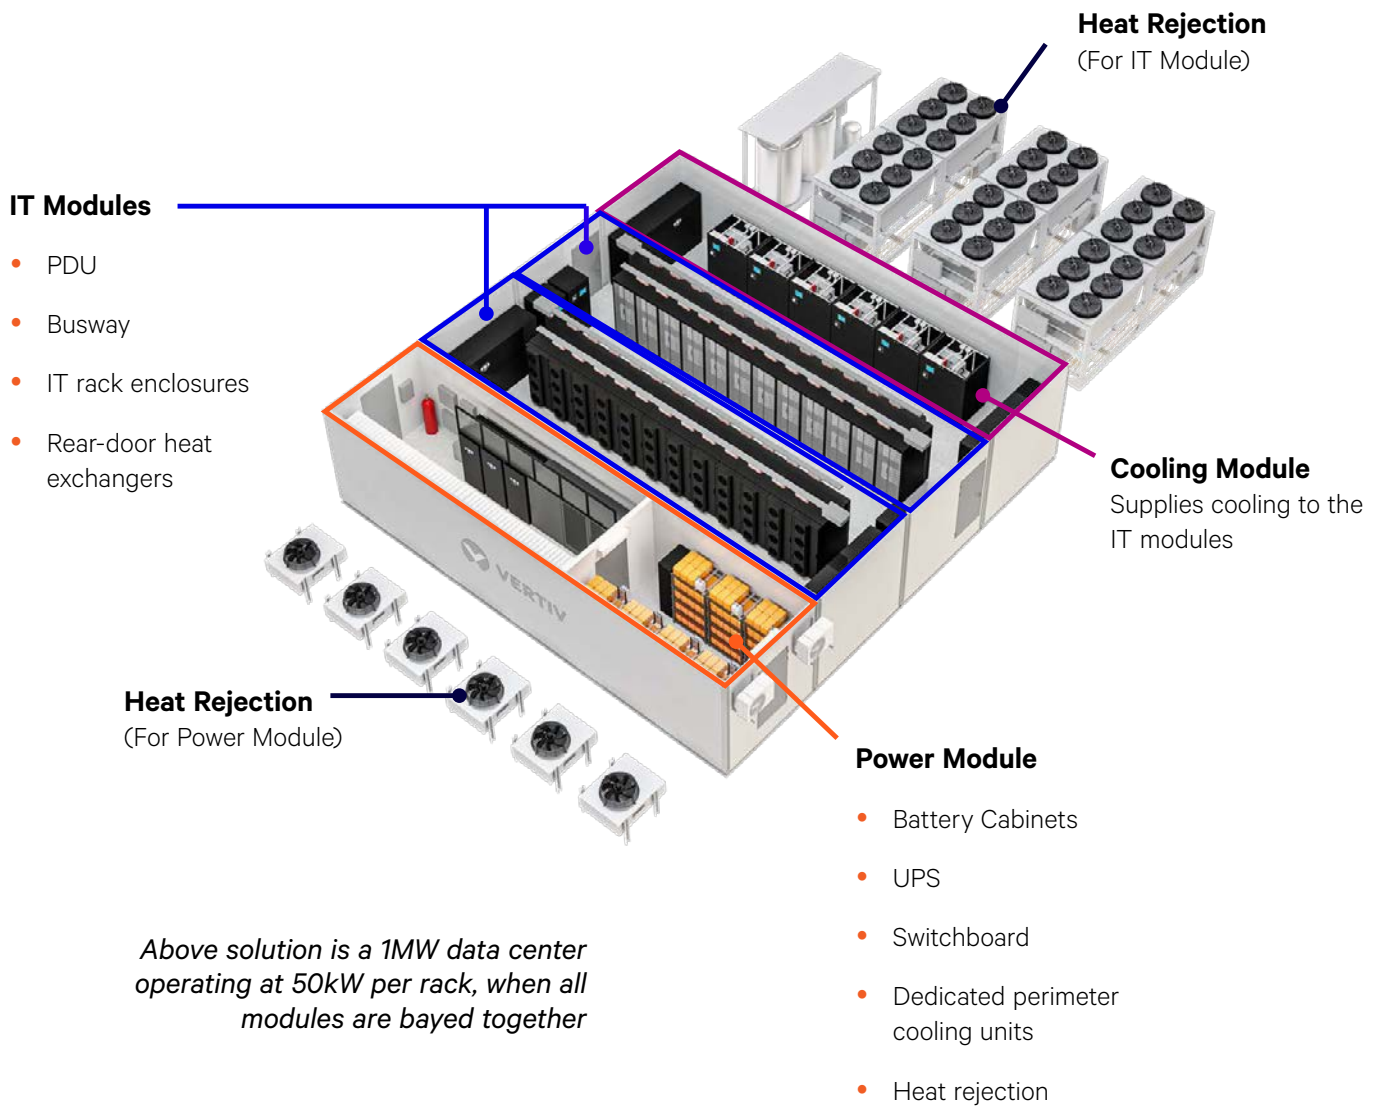 Heat Rejection
(For IT Module)
IT Modules
• PDU
• Busway
• IT rack enclosures
• Rear-door heat
exchangers
Cooling Module
Supplies cooling to the
IT modules
VERTIV
Heat Rejection
(For Power Module)
Power Module
• Battery Cabinets
• UPS
• Switchboard
• Dedicated perimeter
cooling units
• Heat rejection
Above solution is a 1MW data center
operating at 50kW per rack, when all
modules are bayed together